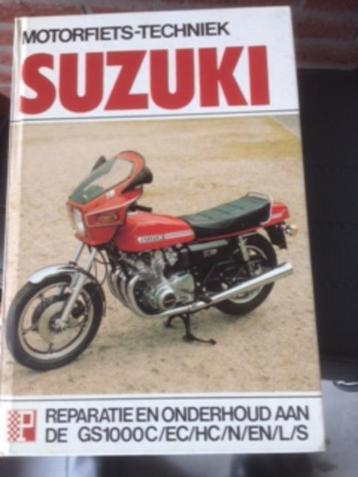 MOTORFIETS-TECHNIEK
SUZUKI
REPARATIE EN ONDERHOUD AAN
DE GS1000C/EC/HC/N/EN/L/S